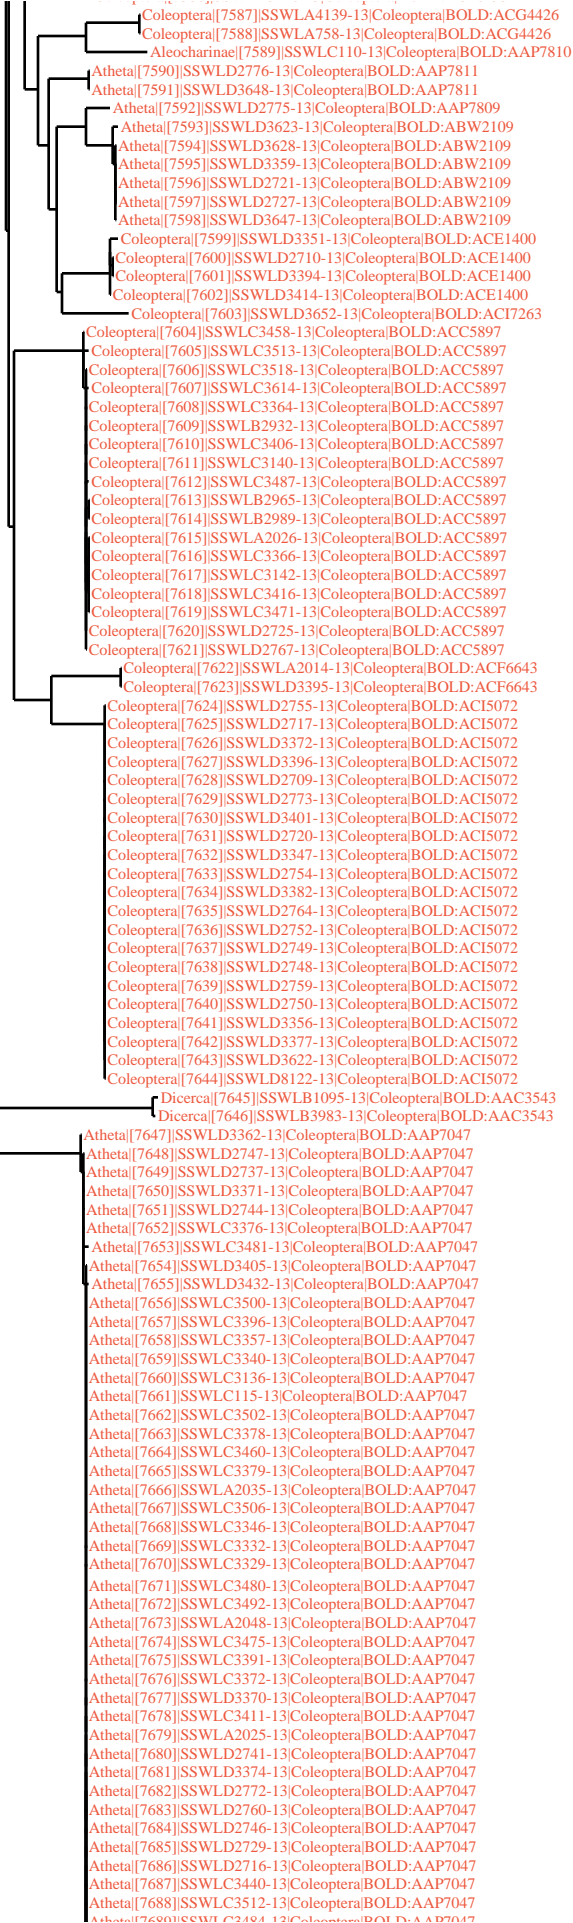 Coleoptera|[7587]|SSWLA4139-13|Coleoptera|BOLD:ACG4426
Coleoptera|[7588]|SSWLA758-13|Coleoptera|BOLD:ACG4426
Aleocharinae|[7589]|SSWLC110-13|Coleoptera|BOLD:AAP7810
Atheta|[7590]|SSWLD2776-13|Coleoptera|BOLD:AAP7811
Atheta|[7591]|SSWLD3648-13|Coleoptera|BOLD:AAP7811
Atheta|[7592]|SSWLD2775-13|Coleoptera|BOLD:AAP7809
Atheta|[7593]|SSWLD3623-13|Coleoptera|BOLD:ABW2109
Atheta|[7594]|SSWLD3628-13|Coleoptera|BOLD:ABW2109
Atheta|[7595]|SSWLD3359-13|Coleoptera|BOLD:ABW2109
Atheta|[7596]|SSWLD2721-13|Coleoptera|BOLD:ABW2109
Atheta|[7597]|SSWLD2727-13|Coleoptera|BOLD:ABW2109
Atheta|[7598]|SSWLD3647-13|Coleoptera|BOLD:ABW2109
Coleoptera|[7599]|SSWLD3351-13|Coleoptera|BOLD:ACE1400
Coleoptera|[7600]|SSWLD2710-13|Coleoptera|BOLD:ACE1400
Coleoptera|[7601]|SSWLD3394-13|Coleoptera|BOLD:ACE1400
Coleoptera|[7602]|SSWLD3414-13|Coleoptera|BOLD:ACE1400
Coleoptera|[7603]|SSWLD3652-13|Coleoptera|BOLD:ACI7263
Coleoptera|[7604]|SSWLC3458-13|Coleoptera|BOLD:ACC5897
Coleoptera|[7605]|SSWLC3513-13|Coleoptera|BOLD:ACC5897
Coleoptera|[7606]|SSWLC3518-13|Coleoptera|BOLD:ACC5897
Coleoptera|[7607]|SSWLC3614-13|Coleoptera|BOLD:ACC5897
Coleoptera|[7608]|SSWLC3364-13|Coleoptera|BOLD:ACC5897
Coleoptera|[7609]|SSWLB2932-13|Coleoptera|BOLD:ACC5897
Coleoptera|[7610]|SSWLC3406-13|Coleoptera|BOLD:ACC5897
Coleoptera|[7611]|SSWLC3140-13|Coleoptera|BOLD:ACC5897
Coleoptera|[7612]|SSWLC3487-13|Coleoptera|BOLD:ACC5897
Coleoptera|[7613]|SSWLB2965-13|Coleoptera|BOLD:ACC5897
Coleoptera|[7614]|SSWLB2989-13|Coleoptera|BOLD:ACC5897
Coleoptera|[7615]|SSWLA2026-13|Coleoptera|BOLD:ACC5897
Coleoptera|[7616]|SSWLC3366-13|Coleoptera|BOLD:ACC5897
Coleoptera|[7617]|SSWLC3142-13|Coleoptera|BOLD:ACC5897
Coleoptera|[7618]|SSWLC3416-13|Coleoptera|BOLD:ACC5897
Coleoptera|[7619]|SSWLC3471-13|Coleoptera|BOLD:ACC5897
Coleoptera|[7620]|SSWLD2725-13|Coleoptera|BOLD:ACC5897
Coleoptera|[7621]|SSWLD2767-13|Coleoptera|BOLD:ACC5897
Coleoptera|[7622]|SSWLA2014-13|Coleoptera|BOLD:ACF6643
Coleoptera|[7623]|SSWLD3395-13|Coleoptera|BOLD:ACF6643
Coleoptera|[7624]|SSWLD2755-13|Coleoptera|BOLD:ACI5072
Coleoptera|[7625]|SSWLD2717-13|Coleoptera|BOLD:ACI5072
Coleoptera|[7626]|SSWLD3372-13|Coleoptera|BOLD:ACI5072
Coleoptera|[7627]|SSWLD3396-13|Coleoptera|BOLD:ACI5072
Coleoptera|[7628]|SSWLD2709-13|Coleoptera|BOLD:ACI5072
Coleoptera|[7629]|SSWLD2773-13|Coleoptera|BOLD:ACI5072
Coleoptera|[7630]|SSWLD3401-13|Coleoptera|BOLD:ACI5072
Coleoptera|[7631]|SSWLD2720-13|Coleoptera|BOLD:ACI5072
Coleoptera|[7632]|SSWLD3347-13|Coleoptera|BOLD:ACI5072
Coleoptera|[7633]|SSWLD2754-13|Coleoptera|BOLD:ACI5072
Coleoptera|[7634]|SSWLD3382-13|Coleoptera|BOLD:ACI5072
Coleoptera|[7635]|SSWLD2764-13|Coleoptera|BOLD:ACI5072
Coleoptera|[7636]|SSWLD2752-13|Coleoptera|BOLD:ACI5072
Coleoptera|[7637]|SSWLD2749-13|Coleoptera|BOLD:ACI5072
Coleoptera|[7638]|SSWLD2748-13|Coleoptera|BOLD:ACI5072
Coleoptera|[7639]|SSWLD2759-13|Coleoptera|BOLD:ACI5072
Coleoptera|[7640]|SSWLD2750-13|Coleoptera|BOLD:ACI5072
Coleoptera|[7641]|SSWLD3356-13|Coleoptera|BOLD:ACI5072
Coleoptera|[7642]|SSWLD3377-13|Coleoptera|BOLD:ACI5072
Coleoptera|[7643]|SSWLD3622-13|Coleoptera|BOLD:ACI5072
Coleoptera|[7644]|SSWLD8122-13|Coleoptera|BOLD:ACI5072
Dicerca|[7645]|SSWLB1095-13|Coleoptera|BOLD:AAC3543
Dicerca|[7646]|SSWLB3983-13|Coleoptera|BOLD:AAC3543
Atheta|[7647]|SSWLD3362-13|Coleoptera|BOLD:AAP7047
Atheta|[7648]|SSWLD2747-13|Coleoptera|BOLD:AAP7047
Atheta|[7649]|SSWLD2737-13|Coleoptera|BOLD:AAP7047
Atheta|[7650]|SSWLD3371-13|Coleoptera|BOLD:AAP7047
Atheta|[7651]|SSWLD2744-13|Coleoptera|BOLD:AAP7047
Atheta|[7652]|SSWLC3376-13|Coleoptera|BOLD:AAP7047
Atheta|[7653]|SSWLC3481-13|Coleoptera|BOLD:AAP7047
Atheta|[7654]|SSWLD3405-13|Coleoptera|BOLD:AAP7047
Atheta|[7655]|SSWLD3432-13|Coleoptera|BOLD:AAP7047
Atheta|[7656]|SSWLC3500-13|Coleoptera|BOLD:AAP7047
Atheta|[7657]|SSWLC3396-13|Coleoptera|BOLD:AAP7047
Atheta|[7658]|SSWLC3357-13|Coleoptera|BOLD:AAP7047
Atheta|[7659]|SSWLC3340-13|Coleoptera|BOLD:AAP7047
Atheta|[7660]|SSWLC3136-13|Coleoptera|BOLD:AAP7047
Atheta|[7661]|SSWLC115-13|Coleoptera|BOLD:AAP7047
Atheta|[7662]|SSWLC3502-13|Coleoptera|BOLD:AAP7047
Atheta|[7663]|SSWLC3378-13|Coleoptera|BOLD:AAP7047
Atheta|[7664]|SSWLC3460-13|Coleoptera|BOLD:AAP7047
Atheta|[7665]|SSWLC3379-13|Coleoptera|BOLD:AAP7047
Atheta|[7666]|SSWLA2035-13|Coleoptera|BOLD:AAP7047
Atheta|[7667]|SSWLC3506-13|Coleoptera|BOLD:AAP7047
Atheta|[7668]|SSWLC3346-13|Coleoptera|BOLD:AAP7047
Atheta|[7669]|SSWLC3332-13|Coleoptera|BOLD:AAP7047
Atheta|[7670]|SSWLC3329-13|Coleoptera|BOLD:AAP7047
Atheta|[7671]|SSWLC3480-13|Coleoptera|BOLD:AAP7047
Atheta|[7672]|SSWLC3492-13|Coleoptera|BOLD:AAP7047
Atheta|[7673]|SSWLA2048-13|Coleoptera|BOLD:AAP7047
Atheta|[7674]|SSWLC3475-13|Coleoptera|BOLD:AAP7047
Atheta|[7675]|SSWLC3391-13|Coleoptera|BOLD:AAP7047
Atheta|[7676]|SSWLC3372-13|Coleoptera|BOLD:AAP7047
Atheta|[7677]|SSWLD3370-13|Coleoptera|BOLD:AAP7047
Atheta|[7678]|SSWLC3411-13|Coleoptera|BOLD:AAP7047
Atheta|[7679]|SSWLA2025-13|Coleoptera|BOLD:AAP7047
Atheta|[7680]|SSWLD2741-13|Coleoptera|BOLD:AAP7047
Atheta|[7681]|SSWLD3374-13|Coleoptera|BOLD:AAP7047
Atheta|[7682]|SSWLD2772-13|Coleoptera|BOLD:AAP7047
Atheta|[7683]|SSWLD2760-13|Coleoptera|BOLD:AAP7047
Atheta|[7684]|SSWLD2746-13|Coleoptera|BOLD:AAP7047
Atheta|[7685]|SSWLD2729-13|Coleoptera|BOLD:AAP7047
Atheta|[7686]|SSWLD2716-13|Coleoptera|BOLD:AAP7047
Atheta|[7687]|SSWLC3440-13|Coleoptera|BOLD:AAP7047
Atheta|[7688]|SSWLC3512-13|Coleoptera|BOLD:AAP7047
Atheta|[7689]|SSWLC3484-13|Coleoptera|BOLD:AAP7047